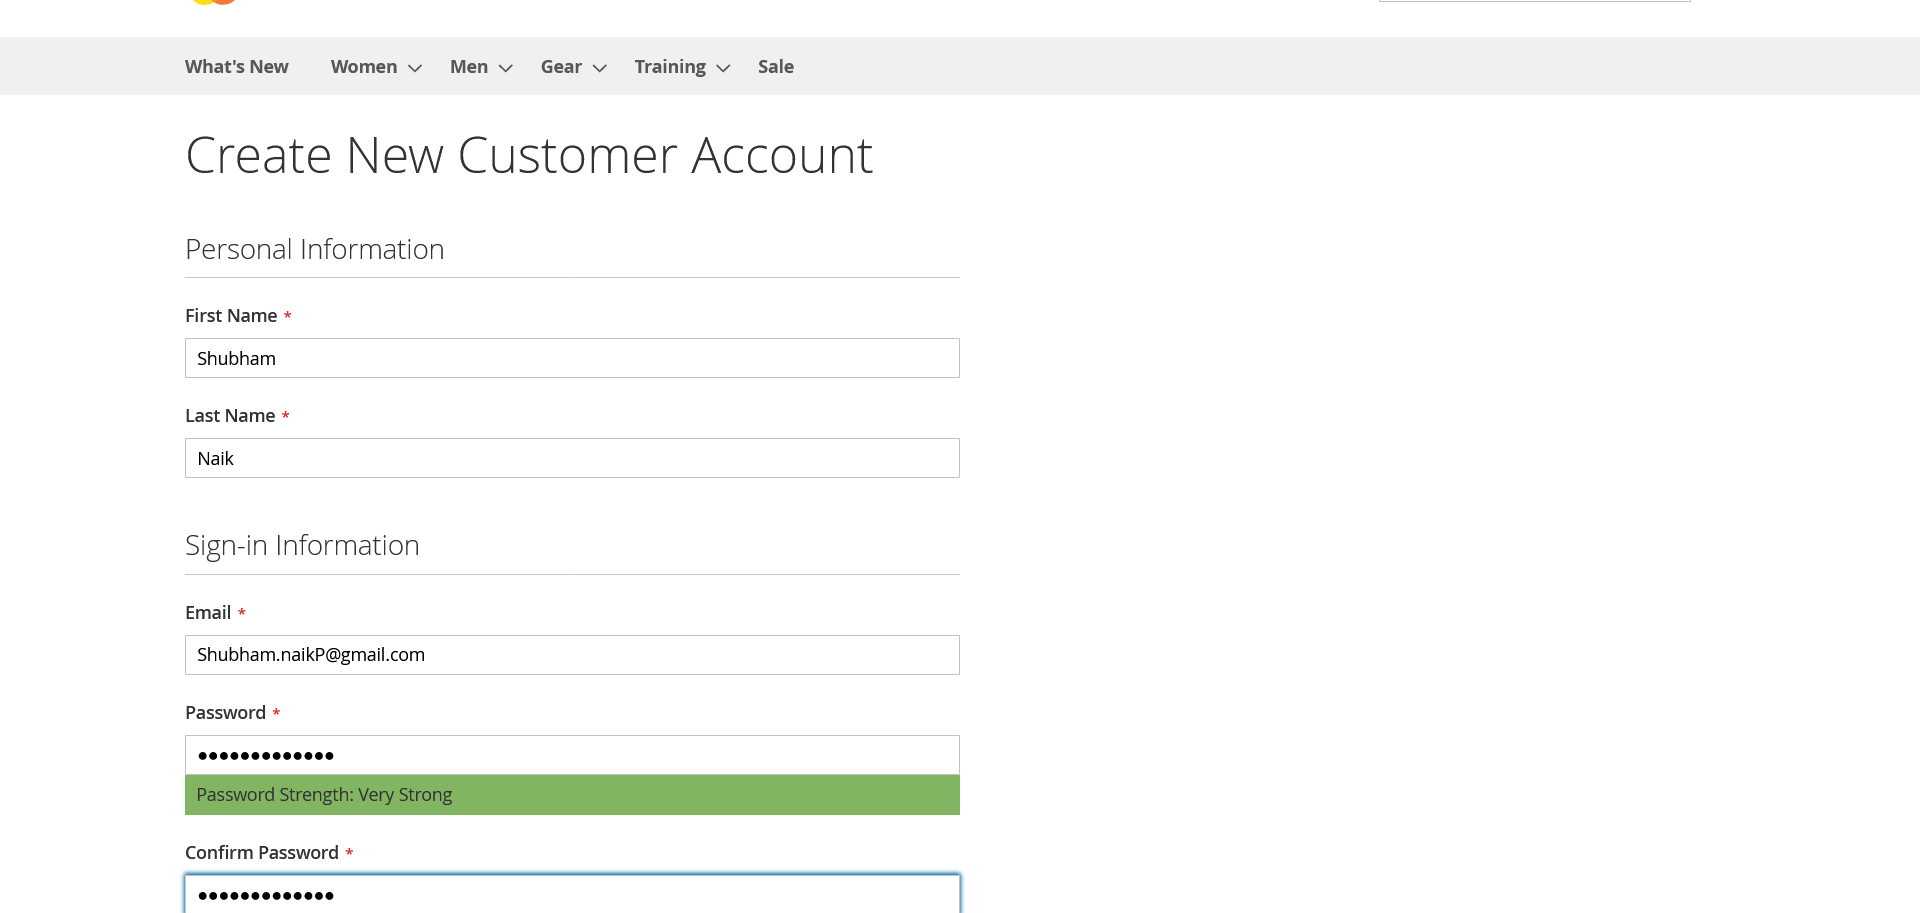 What's New Women Men Gear Training Sale
Create New Customer Account
Personal Information
First Name *
Shubham
Last Name *
Naik
Sign-in Information
Email *
Shubham.naikP@gmail.com
Password *
•••••••••••••
Password Strength: Very Strong
Confirm Password *
•••••••••••••